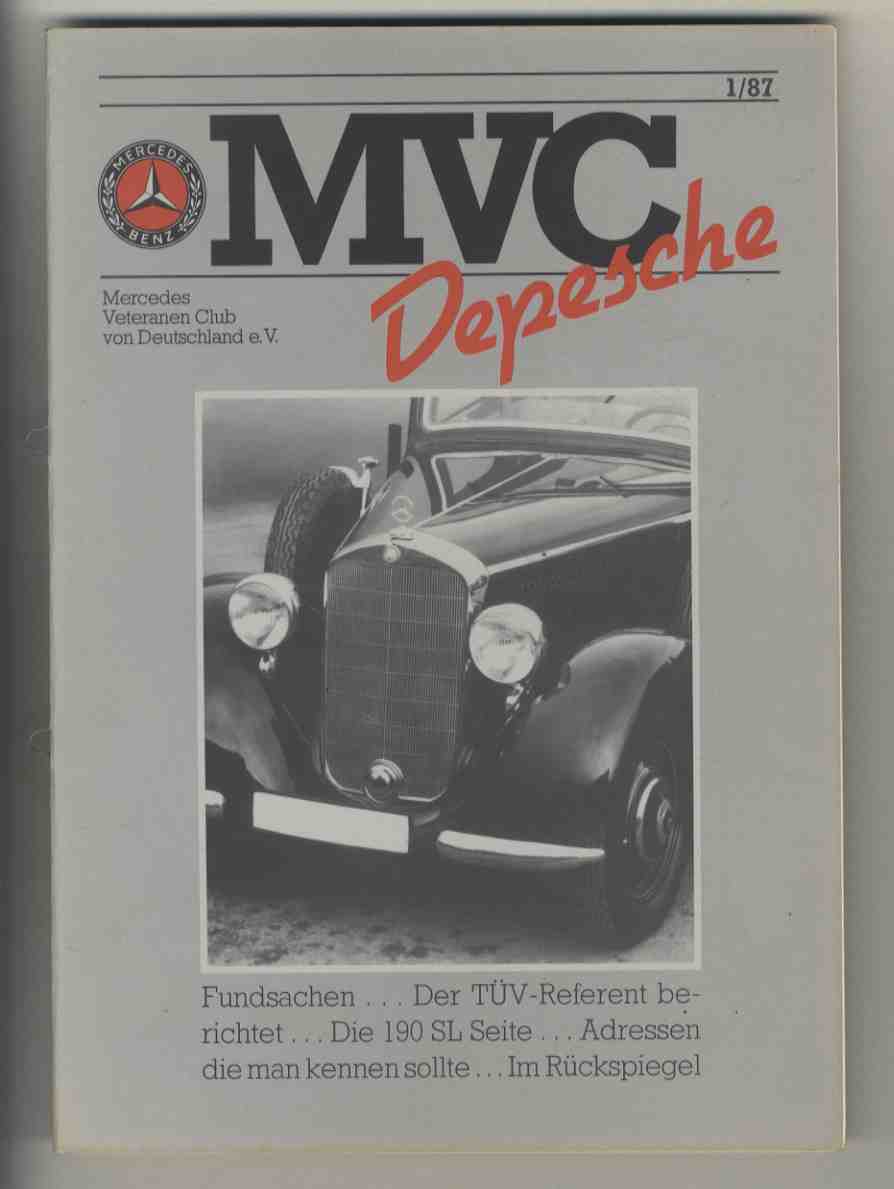 1/87
MVC
MERCEDES
BENZ
Depesche
Mercedes
Veteranen Club
von Deutschland e.V.
Fundsachen . . . Der TÜV-Referent be-
richtet . . . Die 190 SL Seite . . . Adressen
die man kennen sollte . . . Im Rückspiegel